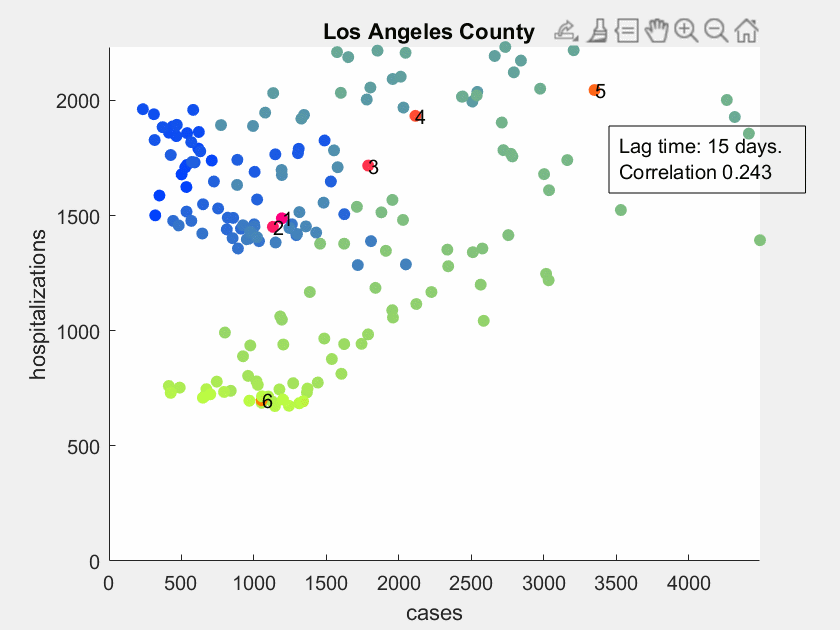 Los Angeles County
2000
1500
1000
500
0
hospitalizations
5
4
3
1
2
6
Lag time: 15 days.
Correlation 0.243
0 500 1000 1500 2000 2500 3000 3500 4000
cases